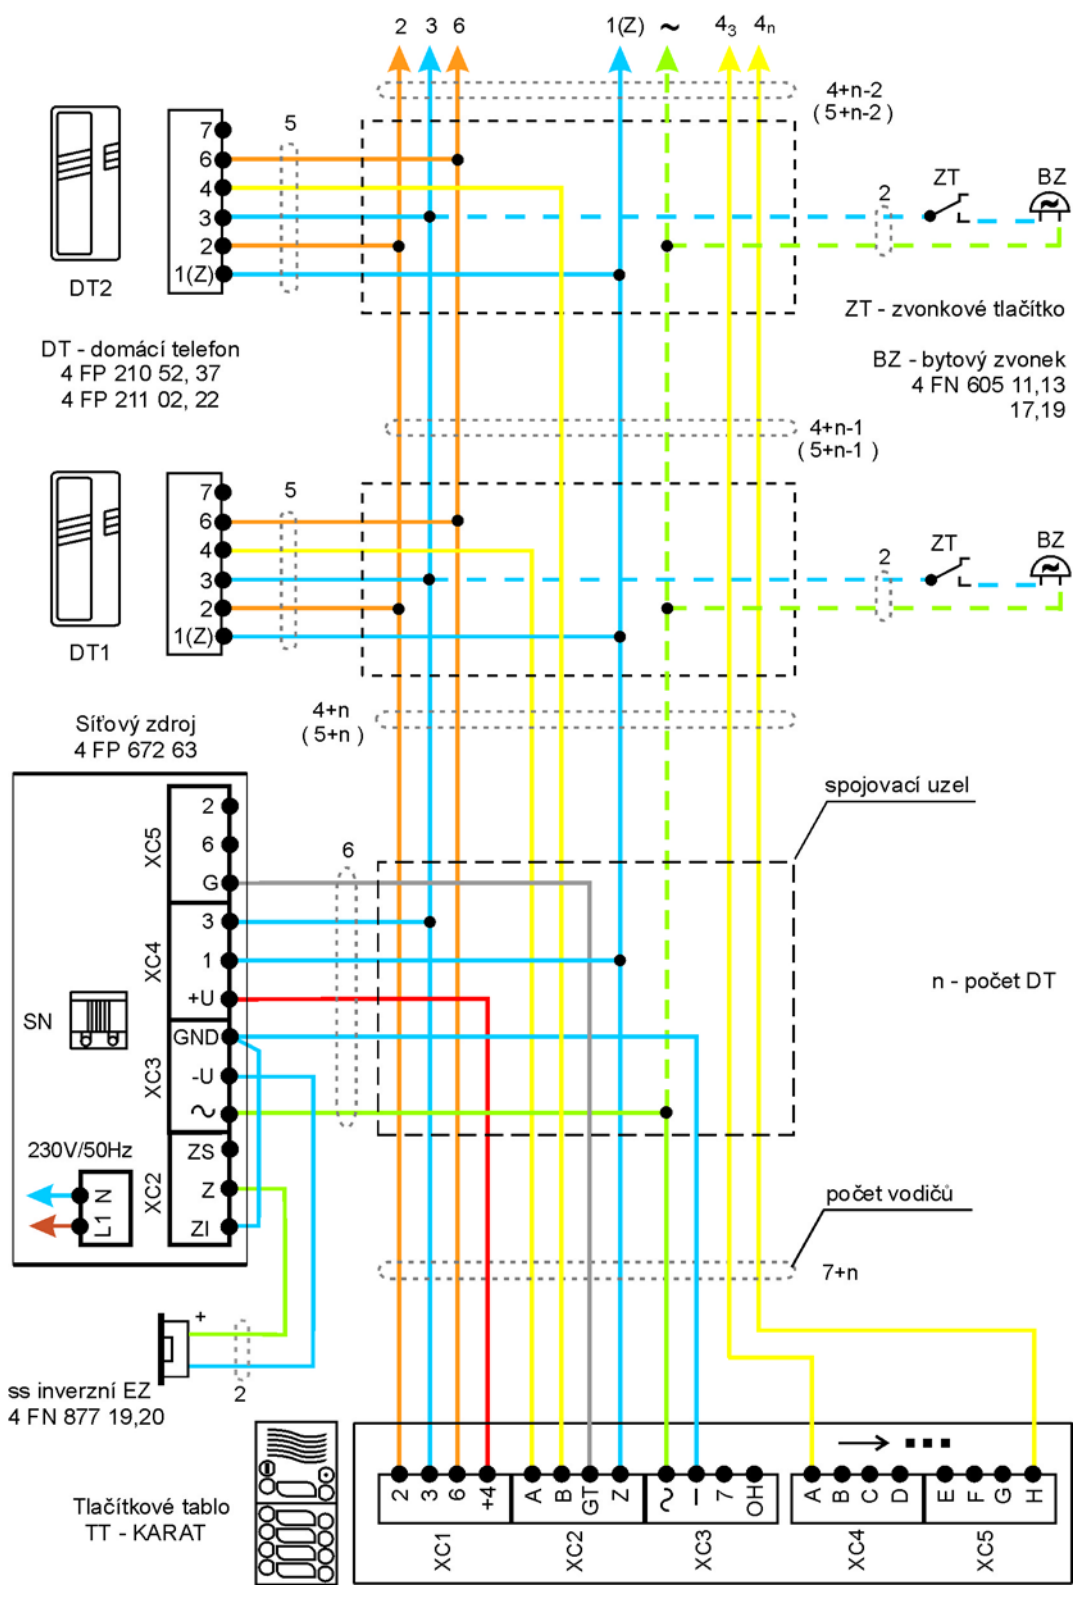 2 3 6 1(Z) ~ 4₃ 4ₙ
4+n-2
( 5+n-2 )
7
6
4
3
2
1(Z)
5
DT2
2
ZT
BZ
ZT - zvonkové tlačítko
DT - domácí telefon
4 FP 210 52, 37
4 FP 211 02, 22
BZ - bytový zvonek
4 FN 605 11,13
17,19
4+n-1
( 5+n-1 )
7
6
4
3
2
1(Z)
5
DT1
2
ZT
BZ
4+n
( 5+n )
Síťový zdroj
4 FP 672 63
spojovací uzel
XC5
2
6
G
6
XC4
3
1
+U
n - počet DT
SN
XC3
GND
-U
~
230V/50Hz
L1 N
XC2
ZS
Z
ZI
počet vodičů
7+n
+
2
ss inverzní EZ
4 FN 877 19,20
Tlačítkové tablo
TT - KARAT
2 3 6 +4 A B GT Z ~ – 7 OH A B C D E F G H
XC1 XC2 XC3 XC4 XC5